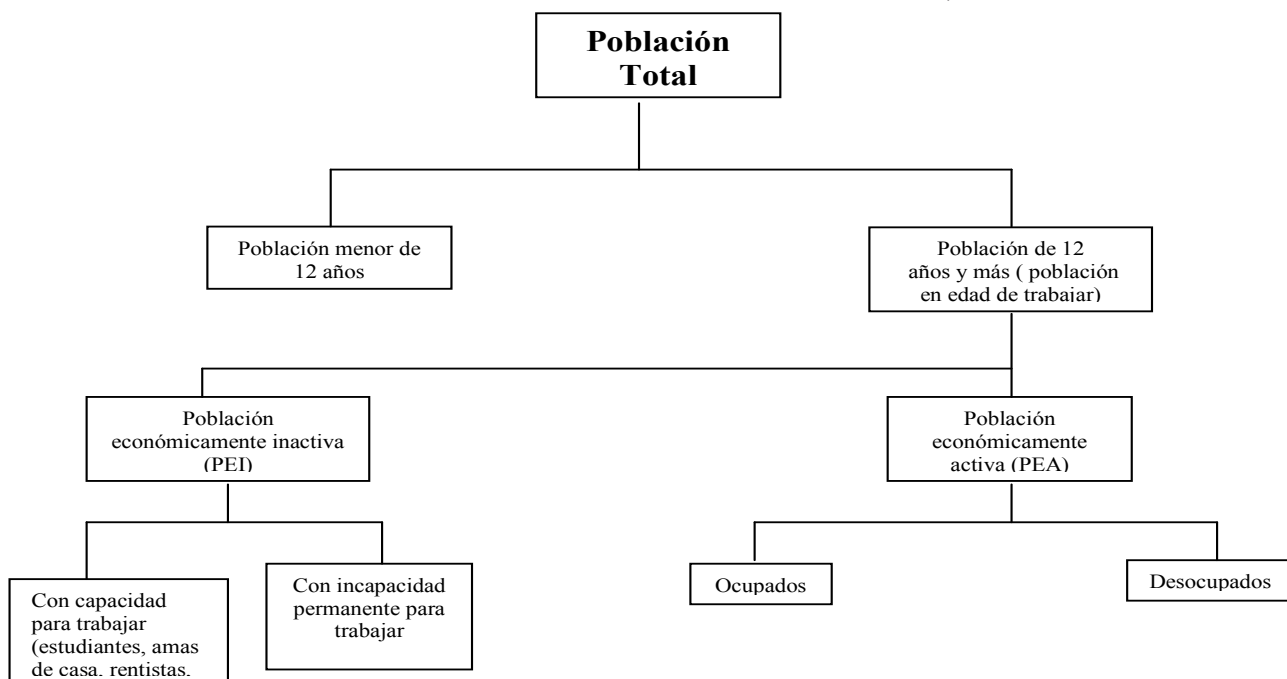 Población
Total
Población menor de
12 años
Población de 12
años y más ( población
en edad de trabajar)
Población
económicamente inactiva
(PEI)
Población
económicamente
activa (PEA)
Con capacidad
para trabajar
(estudiantes, amas
de casa, rentistas,
Con incapacidad
permanente para
trabajar
Ocupados
Desocupados